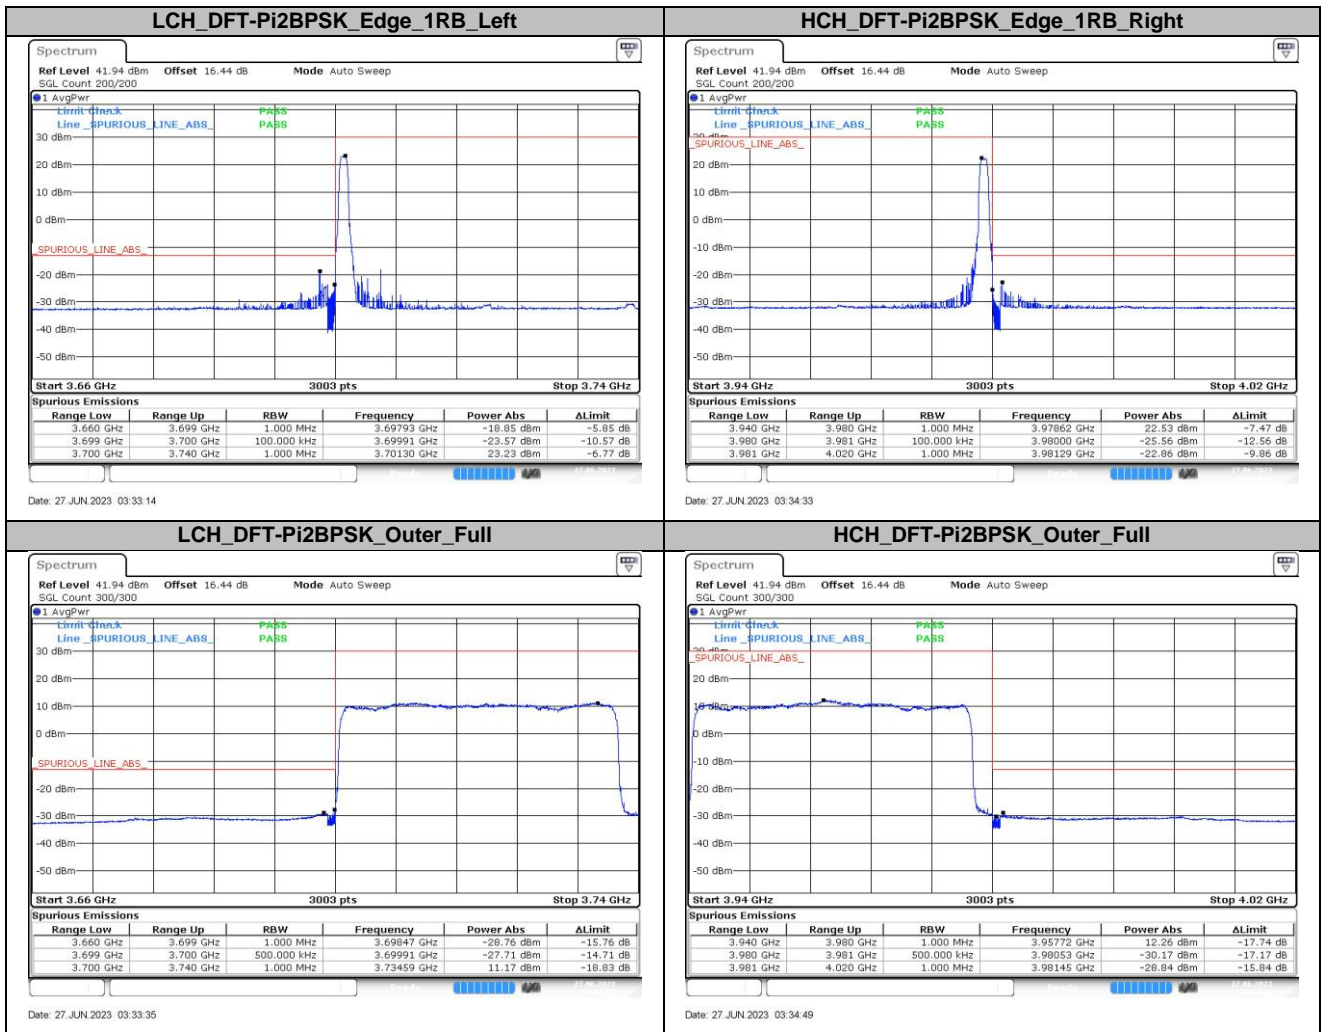 LCH_DFT-Pi2BPSK_Edge_1RB_Left
Spectrum
Ref Level 41.94 dBm Offset 16.44 dB Mode Auto Sweep
SGL Count 200/200
1 AvgPwr
Limit Check PASS
Line _SPURIOUS_LINE_ABS_ PASS
30 dBm
20 dBm
10 dBm
0 dBm
_SPURIOUS_LINE_ABS_
-20 dBm
-30 dBm
-40 dBm
-50 dBm
Start 3.66 GHz 3003 pts Stop 3.74 GHz
Spurious Emissions
Range Low Range Up RBW Frequency Power Abs ΔLimit
3.660 GHz 3.699 GHz 1.000 MHz 3.69793 GHz -18.85 dBm -5.85 dB
3.699 GHz 3.700 GHz 100.000 kHz 3.69991 GHz -23.57 dBm -10.57 dB
3.700 GHz 3.740 GHz 1.000 MHz 3.70130 GHz 23.23 dBm -6.77 dB
Date: 27.JUN.2023 03:33:14
HCH_DFT-Pi2BPSK_Edge_1RB_Right
Spectrum
Ref Level 41.94 dBm Offset 16.44 dB Mode Auto Sweep
SGL Count 200/200
1 AvgPwr
Limit Check PASS
Line _SPURIOUS_LINE_ABS_ PASS
30 dBm
_SPURIOUS_LINE_ABS_
20 dBm
10 dBm
0 dBm
-10 dBm
-20 dBm
-30 dBm
-40 dBm
-50 dBm
Start 3.94 GHz 3003 pts Stop 4.02 GHz
Spurious Emissions
Range Low Range Up RBW Frequency Power Abs ΔLimit
3.940 GHz 3.980 GHz 1.000 MHz 3.97862 GHz 22.53 dBm -7.47 dB
3.980 GHz 3.981 GHz 100.000 kHz 3.98000 GHz -25.56 dBm -12.56 dB
3.981 GHz 4.020 GHz 1.000 MHz 3.98129 GHz -22.86 dBm -9.86 dB
Date: 27.JUN.2023 03:34:33
LCH_DFT-Pi2BPSK_Outer_Full
Spectrum
Ref Level 41.94 dBm Offset 16.44 dB Mode Auto Sweep
SGL Count 300/300
1 AvgPwr
Limit Check PASS
Line _SPURIOUS_LINE_ABS_ PASS
30 dBm
20 dBm
10 dBm
0 dBm
_SPURIOUS_LINE_ABS_
-20 dBm
-30 dBm
-40 dBm
-50 dBm
Start 3.66 GHz 3003 pts Stop 3.74 GHz
Spurious Emissions
Range Low Range Up RBW Frequency Power Abs ΔLimit
3.660 GHz 3.699 GHz 1.000 MHz 3.69847 GHz -28.76 dBm -15.76 dB
3.699 GHz 3.700 GHz 500.000 kHz 3.69991 GHz -27.71 dBm -14.71 dB
3.700 GHz 3.740 GHz 1.000 MHz 3.73459 GHz 11.17 dBm -18.83 dB
Date: 27.JUN.2023 03:33:35
HCH_DFT-Pi2BPSK_Outer_Full
Spectrum
Ref Level 41.94 dBm Offset 16.44 dB Mode Auto Sweep
SGL Count 300/300
1 AvgPwr
Limit Check PASS
Line _SPURIOUS_LINE_ABS_ PASS
30 dBm
_SPURIOUS_LINE_ABS_
20 dBm
10 dBm
0 dBm
-10 dBm
-20 dBm
-30 dBm
-40 dBm
-50 dBm
Start 3.94 GHz 3003 pts Stop 4.02 GHz
Spurious Emissions
Range Low Range Up RBW Frequency Power Abs ΔLimit
3.940 GHz 3.980 GHz 1.000 MHz 3.95772 GHz 12.26 dBm -17.74 dB
3.980 GHz 3.981 GHz 500.000 kHz 3.98053 GHz -30.17 dBm -17.17 dB
3.981 GHz 4.020 GHz 1.000 MHz 3.98145 GHz -28.84 dBm -15.84 dB
Date: 27.JUN.2023 03:34:49